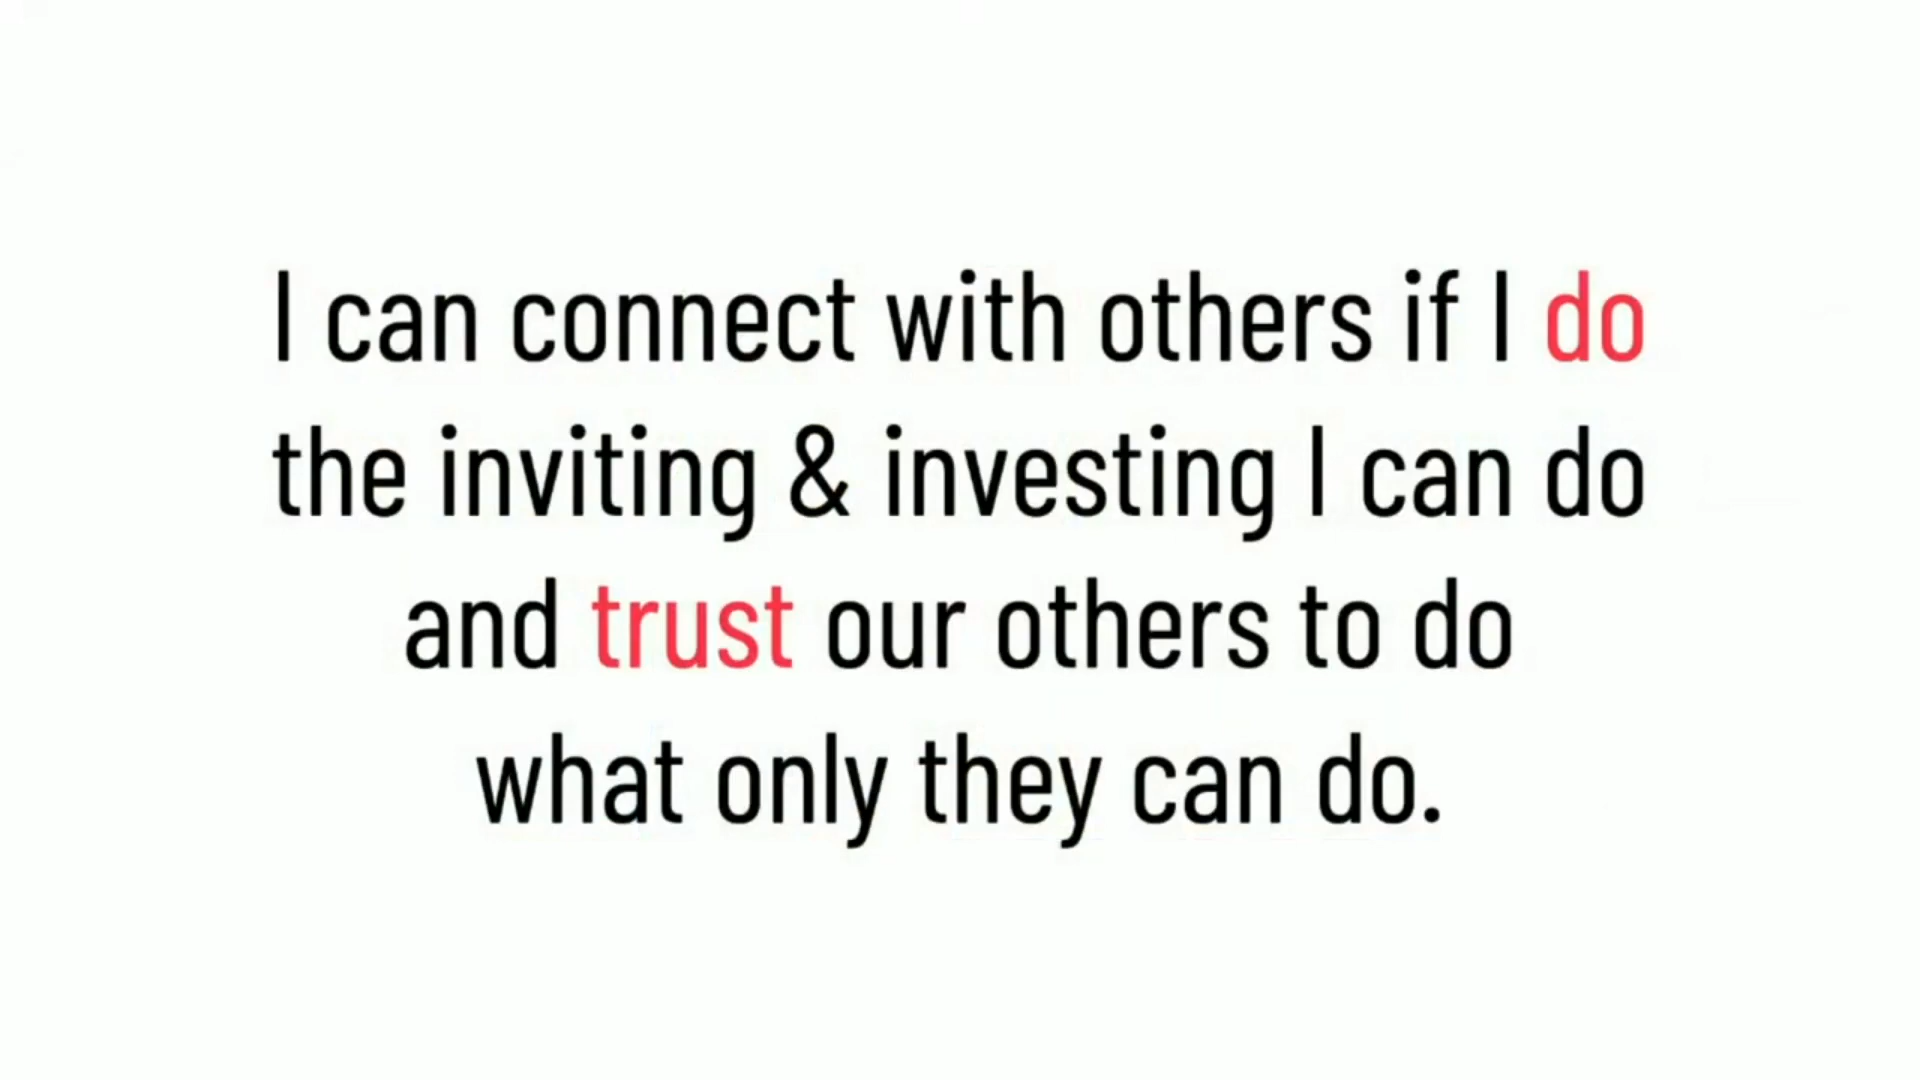 I can connect with others if I do
the inviting & investing I can do
and trust our others to do
what only they can do.